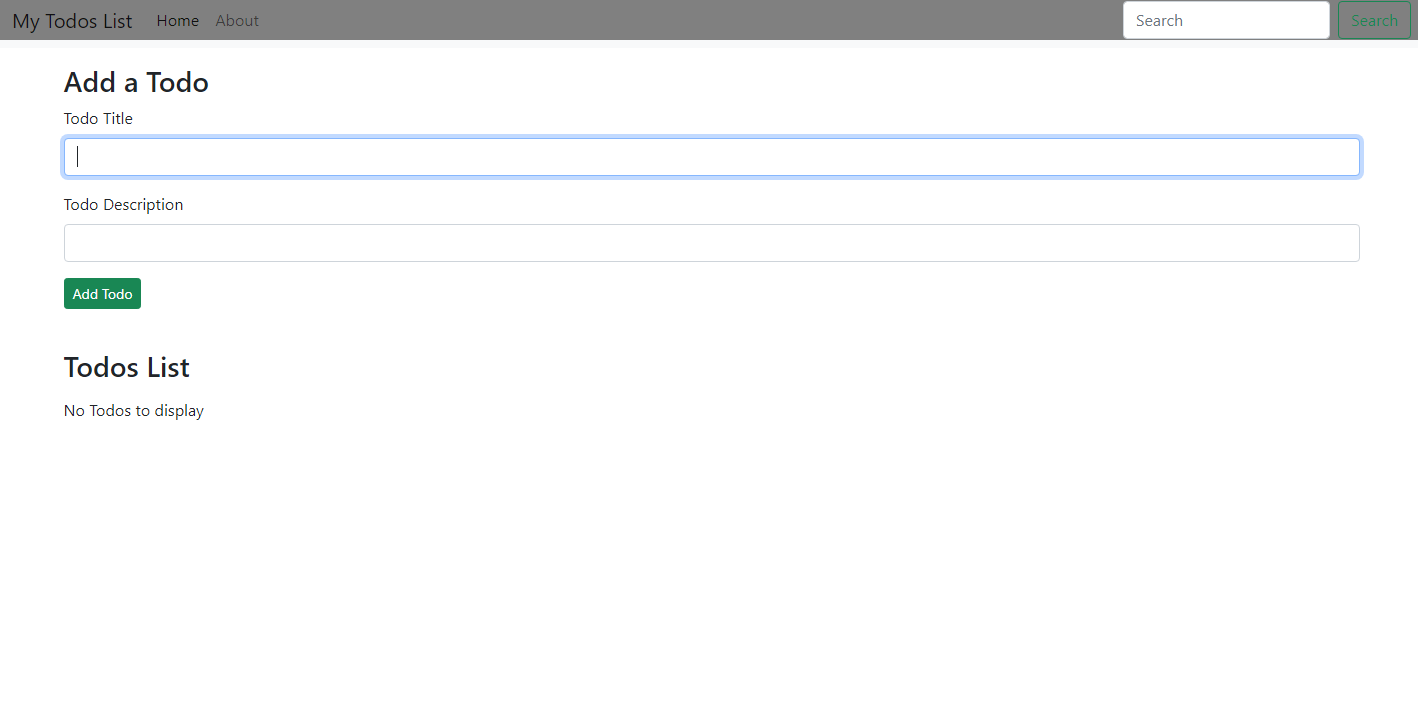 My Todos List Home About Search Search
Add a Todo
Todo Title
Todo Description
Add Todo
Todos List
No Todos to display